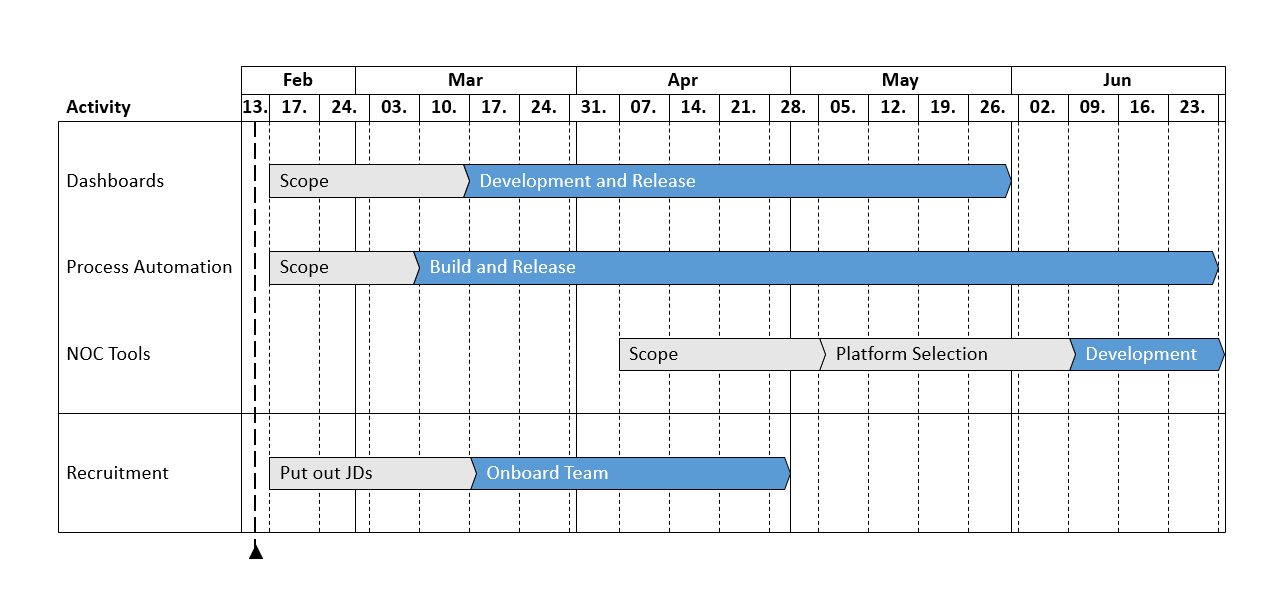 Feb Mar Apr May Jun
Activity 13. 17. 24. 03. 10. 17. 24. 31. 07. 14. 21. 28. 05. 12. 19. 26. 02. 09. 16. 23.
Dashboards Scope Development and Release
Process Automation Scope Build and Release
NOC Tools Scope Platform Selection Development
Recruitment Put out JDs Onboard Team